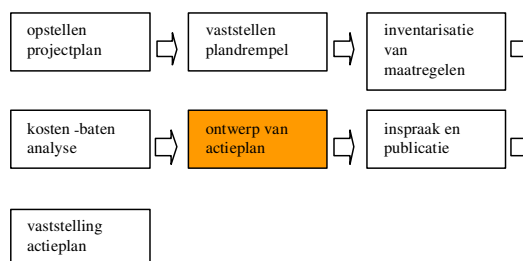 opstellen
projectplan
vaststellen
plandrempel
inventarisatie
van
maatregelen
kosten -baten
analyse
ontwerp van
actieplan
inspraak en
publicatie
vaststelling
actieplan